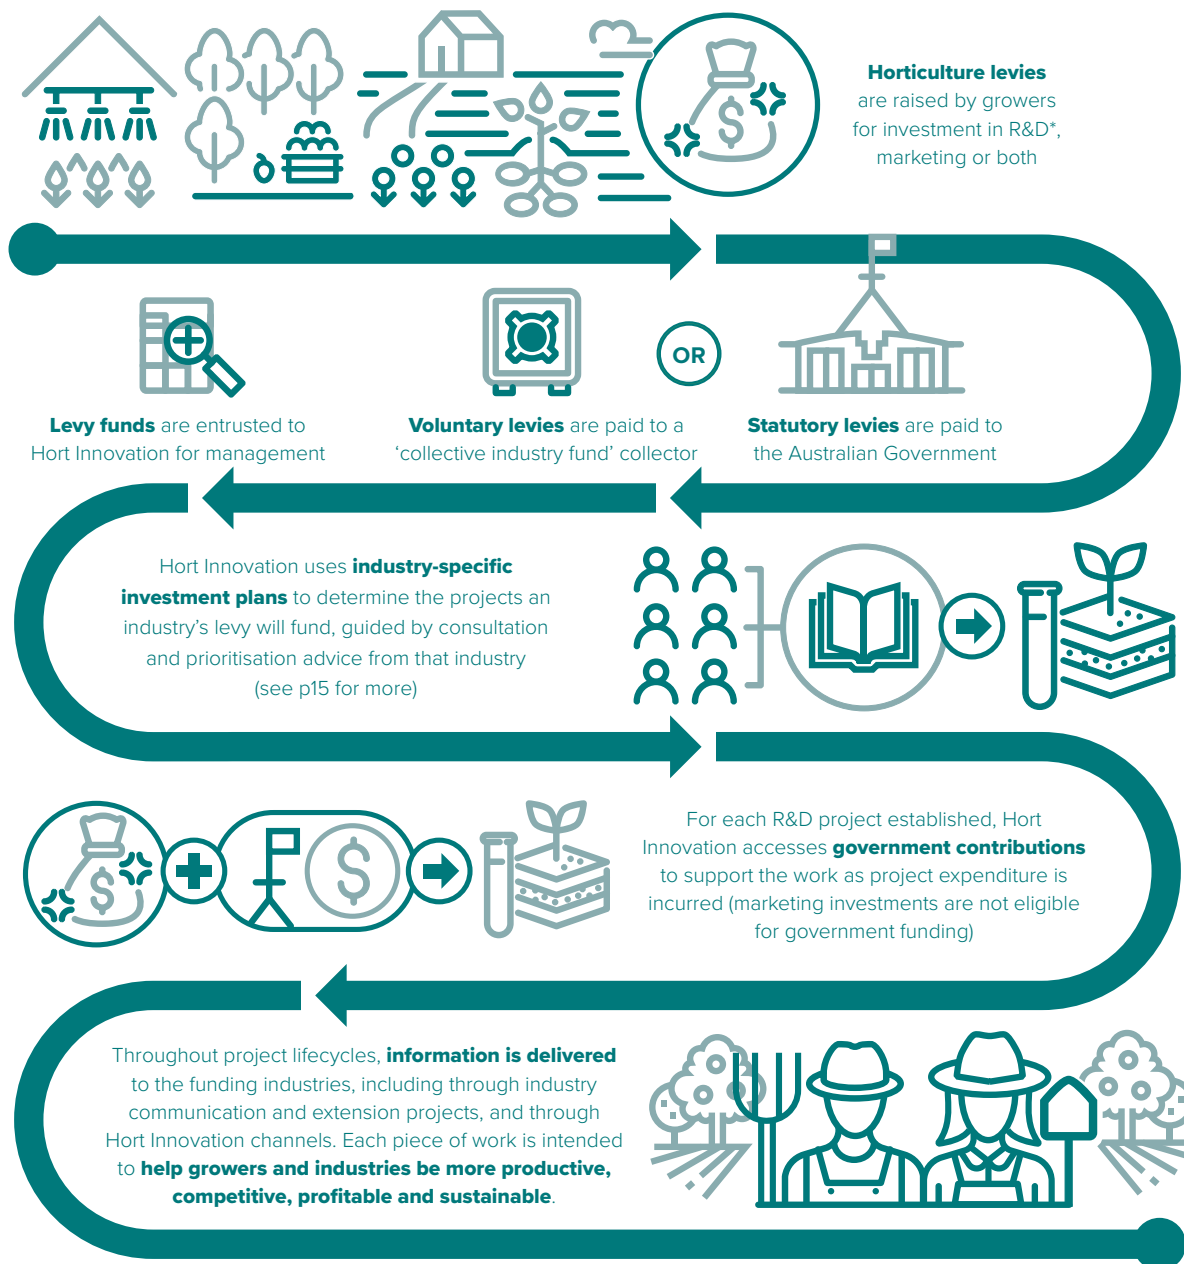 Horticulture levies
are raised by growers
for investment in R&D*,
marketing or both
Levy funds are entrusted to
Hort Innovation for management
Voluntary levies are paid to a
‘collective industry fund’ collector
OR
Statutory levies are paid to
the Australian Government
Hort Innovation uses industry-specific
investment plans to determine the projects an
industry’s levy will fund, guided by consultation
and prioritisation advice from that industry
(see p15 for more)
For each R&D project established, Hort
Innovation accesses government contributions
to support the work as project expenditure is
incurred (marketing investments are not eligible
for government funding)
Throughout project lifecycles, information is delivered
to the funding industries, including through industry
communication and extension projects, and through
Hort Innovation channels. Each piece of work is intended
to help growers and industries be more productive,
competitive, profitable and sustainable.